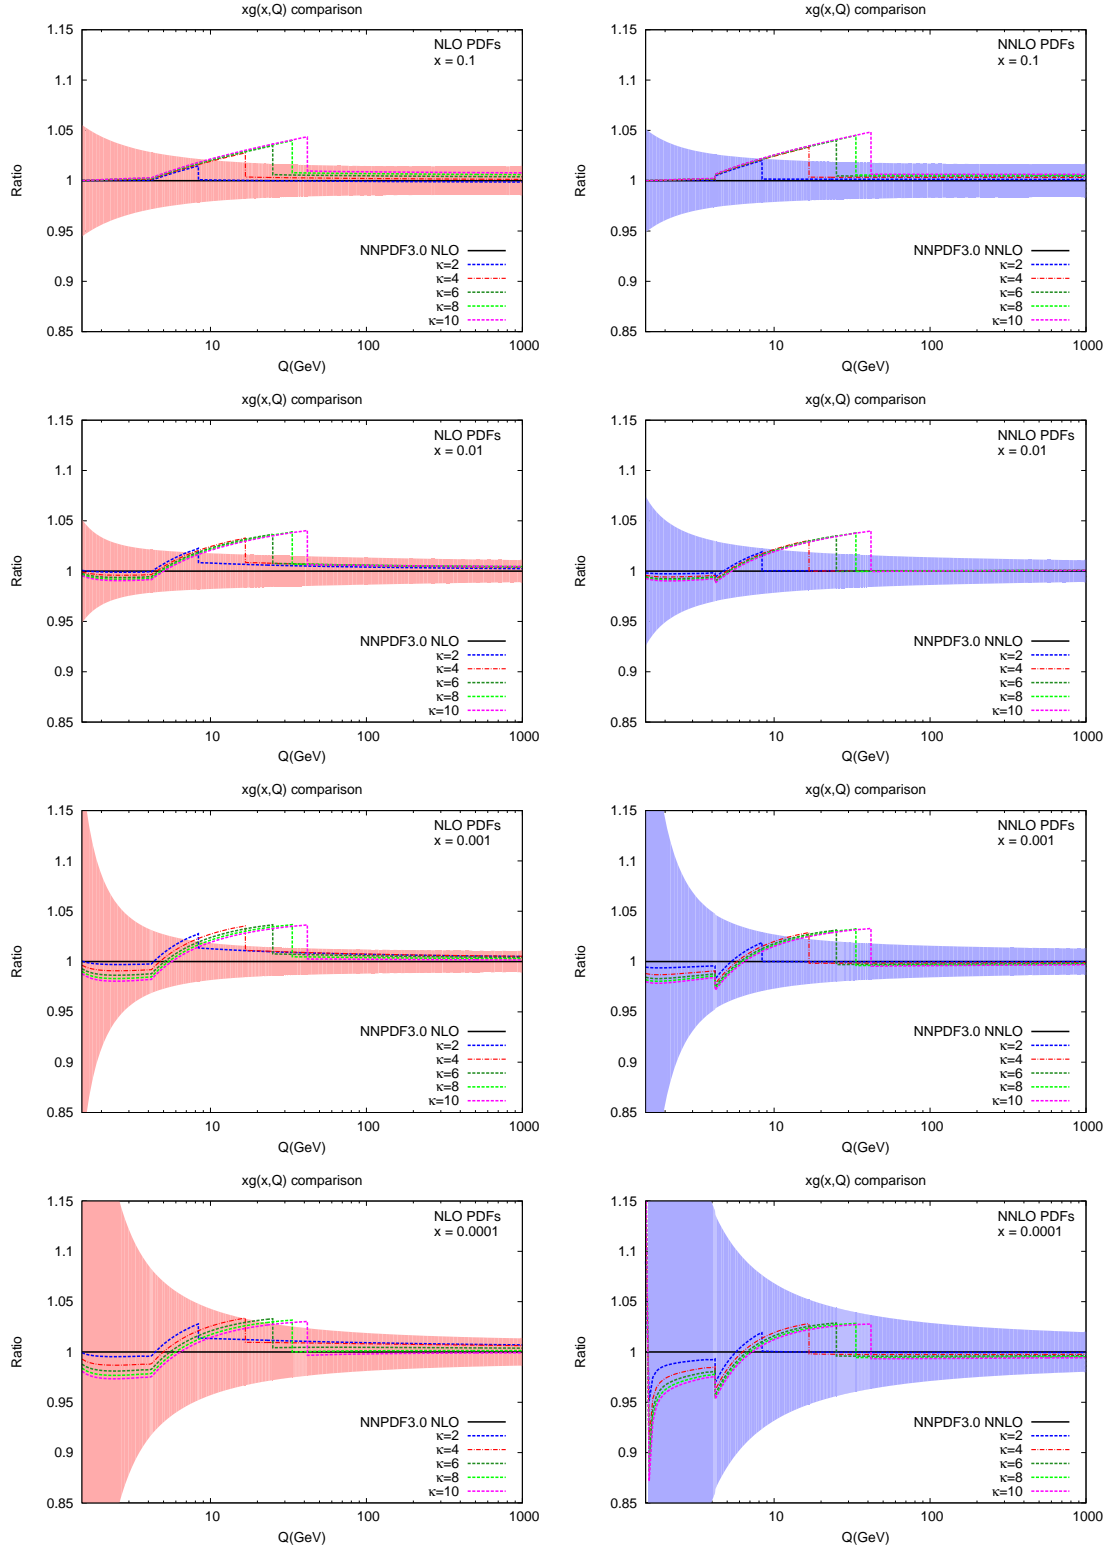 xg(x,Q) comparison
NLO PDFs
x = 0.1
1.15
1.1
1.05
1
0.95
0.9
0.85
Ratio
NNPDF3.0 NLO
κ=2
κ=4
κ=6
κ=8
κ=10
10
100
1000
Q(GeV)
xg(x,Q) comparison
NNLO PDFs
x = 0.1
1.15
1.1
1.05
1
0.95
0.9
0.85
Ratio
NNPDF3.0 NNLO
κ=2
κ=4
κ=6
κ=8
κ=10
10
100
1000
Q(GeV)
xg(x,Q) comparison
NLO PDFs
x = 0.01
1.15
1.1
1.05
1
0.95
0.9
0.85
Ratio
NNPDF3.0 NLO
κ=2
κ=4
κ=6
κ=8
κ=10
10
100
1000
Q(GeV)
xg(x,Q) comparison
NNLO PDFs
x = 0.01
1.15
1.1
1.05
1
0.95
0.9
0.85
Ratio
NNPDF3.0 NNLO
κ=2
κ=4
κ=6
κ=8
κ=10
10
100
1000
Q(GeV)
xg(x,Q) comparison
NLO PDFs
x = 0.001
1.15
1.1
1.05
1
0.95
0.9
0.85
Ratio
NNPDF3.0 NLO
κ=2
κ=4
κ=6
κ=8
κ=10
10
100
1000
Q(GeV)
xg(x,Q) comparison
NNLO PDFs
x = 0.001
1.15
1.1
1.05
1
0.95
0.9
0.85
Ratio
NNPDF3.0 NNLO
κ=2
κ=4
κ=6
κ=8
κ=10
10
100
1000
Q(GeV)
xg(x,Q) comparison
NLO PDFs
x = 0.0001
1.15
1.1
1.05
1
0.95
0.9
0.85
Ratio
NNPDF3.0 NLO
κ=2
κ=4
κ=6
κ=8
κ=10
10
100
1000
Q(GeV)
xg(x,Q) comparison
NNLO PDFs
x = 0.0001
1.15
1.1
1.05
1
0.95
0.9
0.85
Ratio
NNPDF3.0 NNLO
κ=2
κ=4
κ=6
κ=8
κ=10
10
100
1000
Q(GeV)